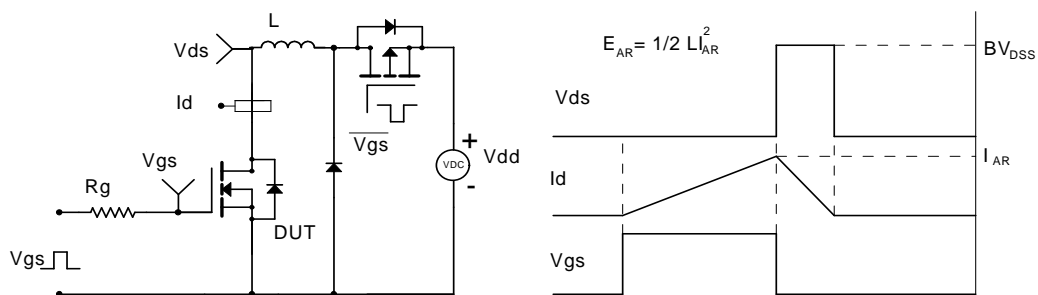 L
Vds
Id
Vgs
Rg
DUT
Vgs
Vgs
VDC
+
-
Vdd
E_AR = 1/2 LI_AR^2
Vds
BV_DSS
Id
I_AR
Vgs